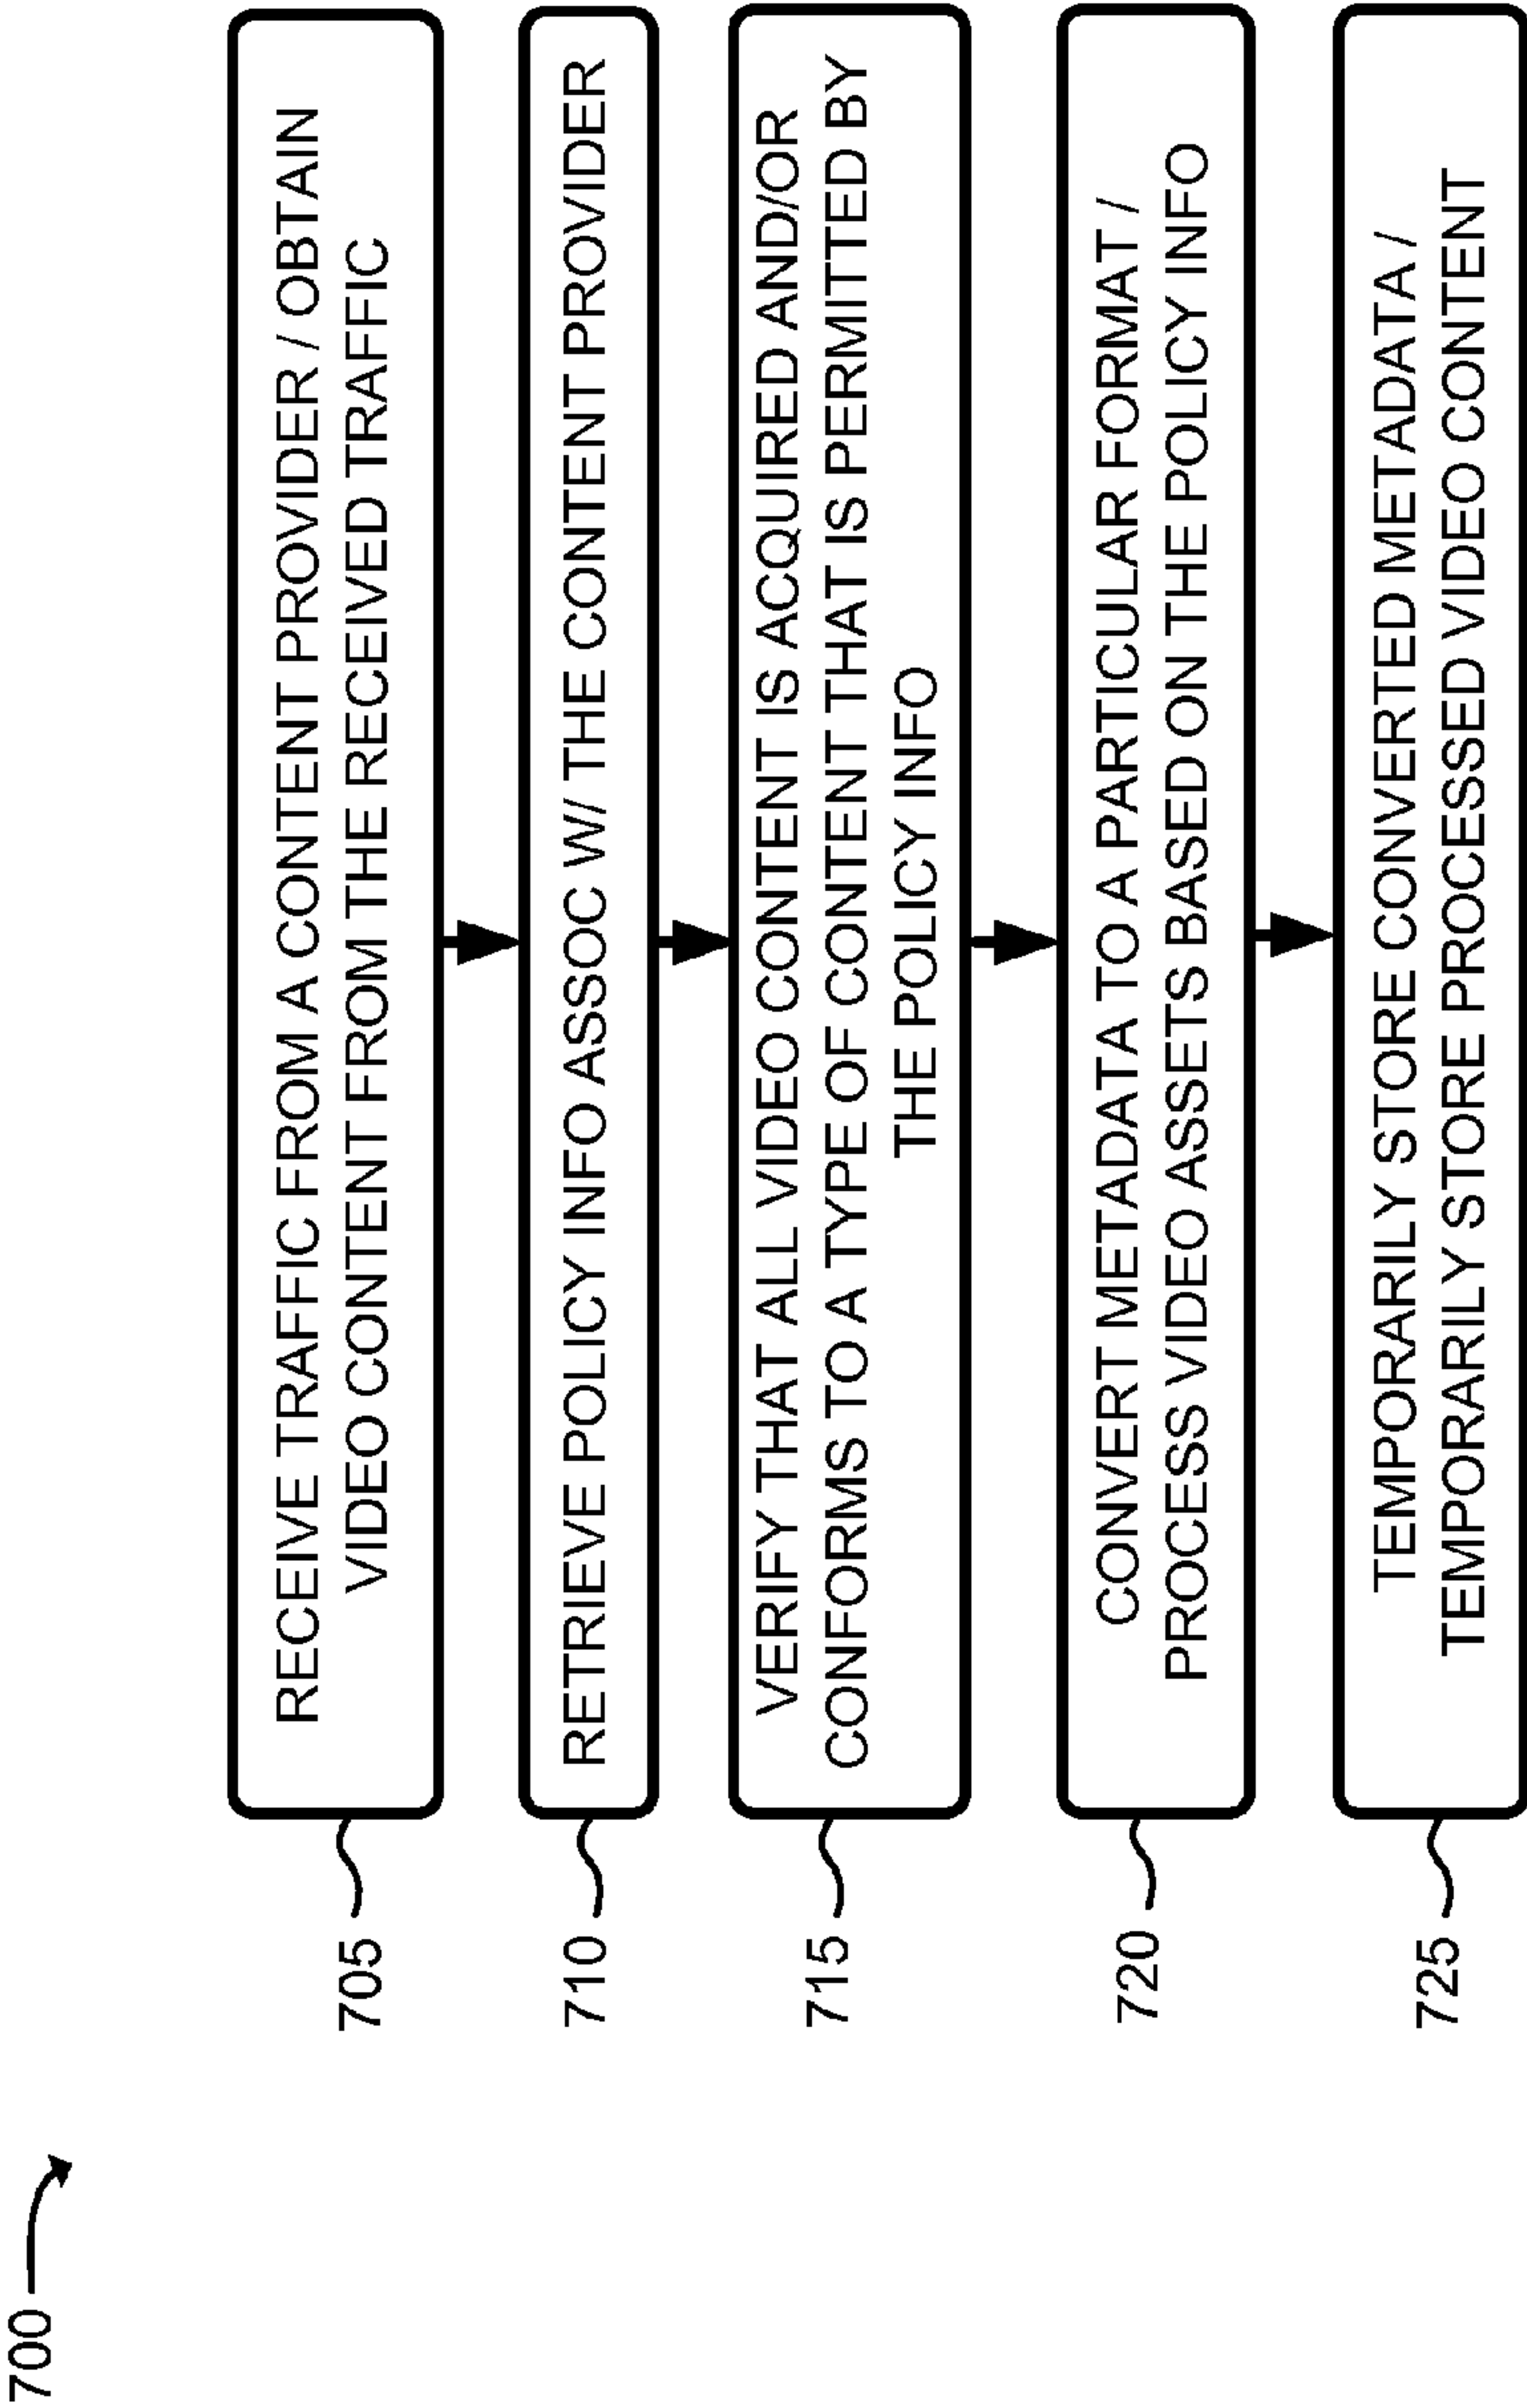 700
705
RECEIVE TRAFFIC FROM A CONTENT PROVIDER / OBTAIN
VIDEO CONTENT FROM THE RECEIVED TRAFFIC
710
RETRIEVE POLICY INFO ASSOC W/ THE CONTENT PROVIDER
715
VERIFY THAT ALL VIDEO CONTENT IS ACQUIRED AND/OR
CONFORMS TO A TYPE OF CONTENT THAT IS PERMITTED BY
THE POLICY INFO
720
CONVERT METADATA TO A PARTICULAR FORMAT /
PROCESS VIDEO ASSETS BASED ON THE POLICY INFO
725
TEMPORARILY STORE CONVERTED METADATA /
TEMPORARILY STORE PROCESSED VIDEO CONTENT